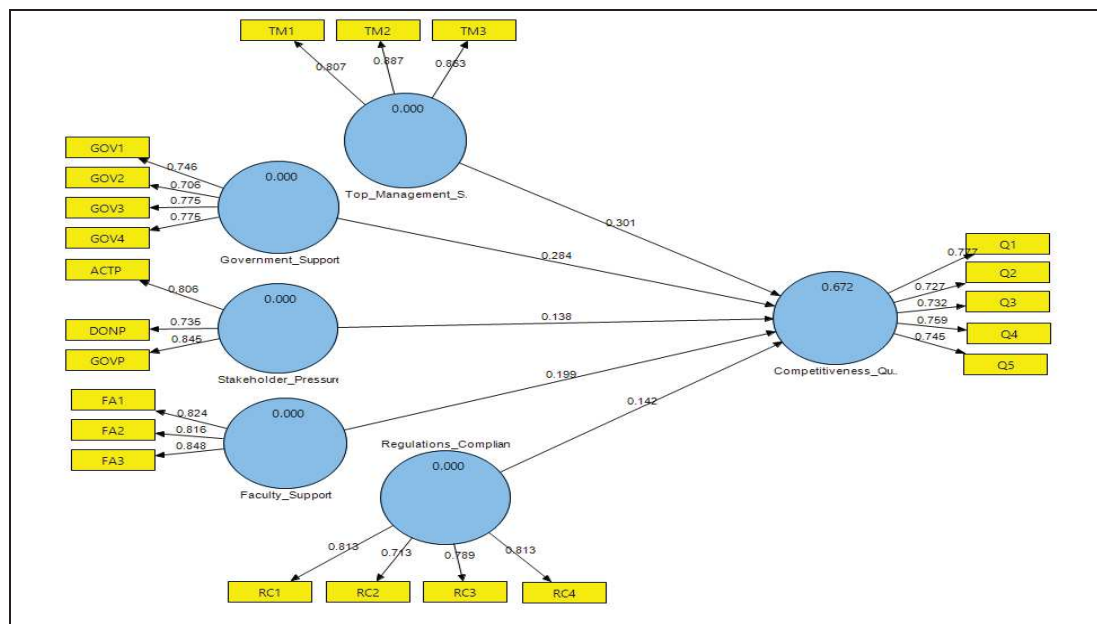 TM1
TM2
TM3
0.807
0.887
0.863
0.000
Top_Management_S.
GOV1
GOV2
GOV3
GOV4
0.746
0.706
0.775
0.775
0.000
Government_Support
0.301
0.284
ACTP
DONP
GOVP
0.806
0.735
0.845
0.000
Stakeholder_Pressure
0.138
FA1
FA2
FA3
0.824
0.816
0.848
0.000
Faculty_Support
0.199
Regulations_Complian
0.000
0.142
0.813
0.713
0.789
0.813
RC1
RC2
RC3
RC4
0.672
Competitiveness_Qu..
0.777
0.727
0.732
0.759
0.745
Q1
Q2
Q3
Q4
Q5